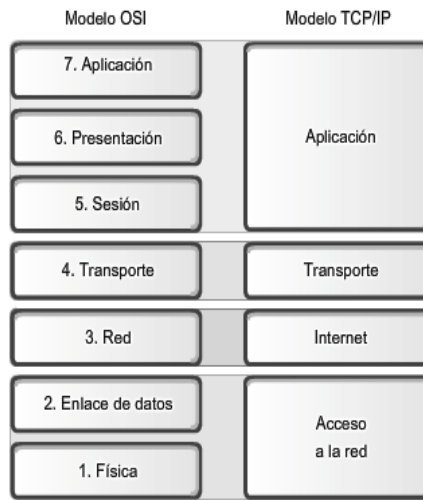 Modelo OSI
Modelo TCP/IP
7. Aplicación
6. Presentación
5. Sesión
Aplicación
4. Transporte
Transporte
3. Red
Internet
2. Enlace de datos
1. Física
Acceso
a la red